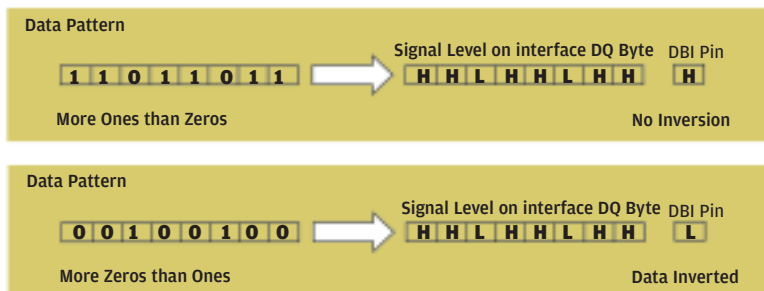 Data Pattern
Signal Level on interface DQ Byte DBI Pin
1 1 0 1 1 0 1 1 H H L H H L H H H
More Ones than Zeros No Inversion
Data Pattern
Signal Level on interface DQ Byte DBI Pin
0 0 1 0 0 1 0 0 H H L H H L H H L
More Zeros than Ones Data Inverted